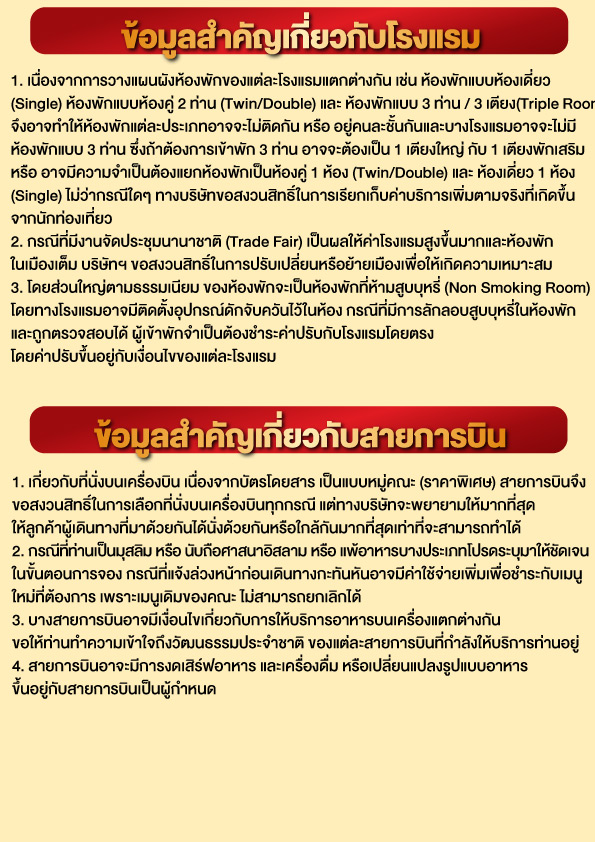 ข้อมูลสำคัญเกี่ยวกับโรงแรม
1. เนื่องจากการวางแผนผังห้องพักของแต่ละโรงแรมแตกต่างกัน เช่น ห้องพักแบบห้องเดี่ยว
(Single) ห้องพักแบบห้องคู่ 2 ท่าน (Twin/Double) และ ห้องพักแบบ 3 ท่าน / 3 เตียง(Triple Roor
จึงอาจทำให้ห้องพักแต่ละประเภทอาจจะไม่ติดกัน หรือ อยู่คนละชั้นกันและบางโรงแรมอาจจะไม่มี
ห้องพักแบบ 3 ท่าน ซึ่งถ้าต้องการเข้าพัก 3 ท่าน อาจจะต้องเป็น 1 เตียงใหญ่ กับ 1 เตียงพักเสริม
หรือ อาจมีความจำเป็นต้องแยกห้องพักเป็นห้องคู่ 1 ห้อง (Twin/Double) และ ห้องเดี่ยว 1 ห้อง
(Single) ไม่ว่ากรณีใดๆ ทางบริษัทขอสงวนสิทธิ์ในการเรียกเก็บค่าบริการเพิ่มตามจริงที่เกิดขึ้น
จากนักท่องเที่ยว
2. กรณีที่มีงานจัดประชุมนานาชาติ (Trade Fair) เป็นผลให้ค่าโรงแรมสูงขึ้นมากและห้องพัก
ในเมืองเต็ม บริษัทฯ ขอสงวนสิทธิ์ในการปรับเปลี่ยนหรือย้ายเมืองเพื่อให้เกิดความเหมาะสม
3. โดยส่วนใหญ่ตามธรรมเนียม ของห้องพักจะเป็นห้องพักที่ห้ามสูบบุหรี่ (Non Smoking Room)
โดยทางโรงแรมอาจมีติดตั้งอุปกรณ์ดักจับควันไว้ในห้อง กรณีที่มีการลักลอบสูบบุหรี่ในห้องพัก
และถูกตรวจสอบได้ ผู้เข้าพักจำเป็นต้องชำระค่าปรับกับโรงแรมโดยตรง
โดยค่าปรับขึ้นอยู่กับเงื่อนไขของแต่ละโรงแรม
ข้อมูลสำคัญเกี่ยวกับสายการบิน
1. เกี่ยวกับที่นั่งบนเครื่องบิน เนื่องจากบัตรโดยสาร เป็นแบบหมู่คณะ (ราคาพิเศษ) สายการบินจึง
ขอสงวนสิทธิ์ในการเลือกที่นั่งบนเครื่องบินทุกกรณี แต่ทางบริษัทจะพยายามให้มากที่สุด
ให้ลูกค้าผู้เดินทางที่มาด้วยกันได้นั่งด้วยกันหรือใกล้กันมากที่สุดเท่าที่จะสามารถทำได้
2. กรณีที่ท่านเป็นมุสลิม หรือ นับถือศาสนาอิสลาม หรือ แพ้อาหารบางประเภทโปรดระบุมาให้ชัดเจน
ในขั้นตอนการจอง กรณีที่แจ้งล่วงหน้าก่อนเดินทางกะทันหันอาจมีค่าใช้จ่ายเพิ่มเพื่อชำระกับเมนู
ใหม่ที่ต้องการ เพราะเมนูเดิมของคณะ ไม่สามารถยกเลิกได้
3. บางสายการบินอาจมีเงื่อนไขเกี่ยวกับการให้บริการอาหารบนเครื่องแตกต่างกัน
ขอให้ท่านทำความเข้าใจถึงวัฒนธรรมประจำชาติ ของแต่ละสายการบินที่กำลังให้บริการท่านอยู่
4. สายการบินอาจจะมีการงดเสิร์ฟอาหาร และเครื่องดื่ม หรือเปลี่ยนแปลงรูปแบบอาหาร
ขึ้นอยู่กับสายการบินเป็นผู้กำหนด